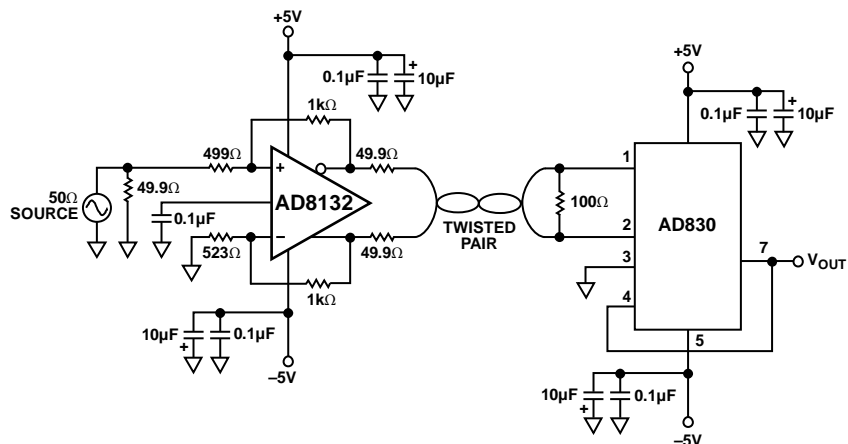 +5V
0.1µF
+
10µF
1kΩ
499Ω
49.9Ω
+
50Ω
SOURCE
49.9Ω
AD8132
0.1µF
–
523Ω
49.9Ω
1kΩ
10µF
+
0.1µF
–5V
TWISTED
PAIR
100Ω
+5V
0.1µF
+
10µF
1
2
3
4
AD830
7
VOUT
5
10µF
+
0.1µF
–5V